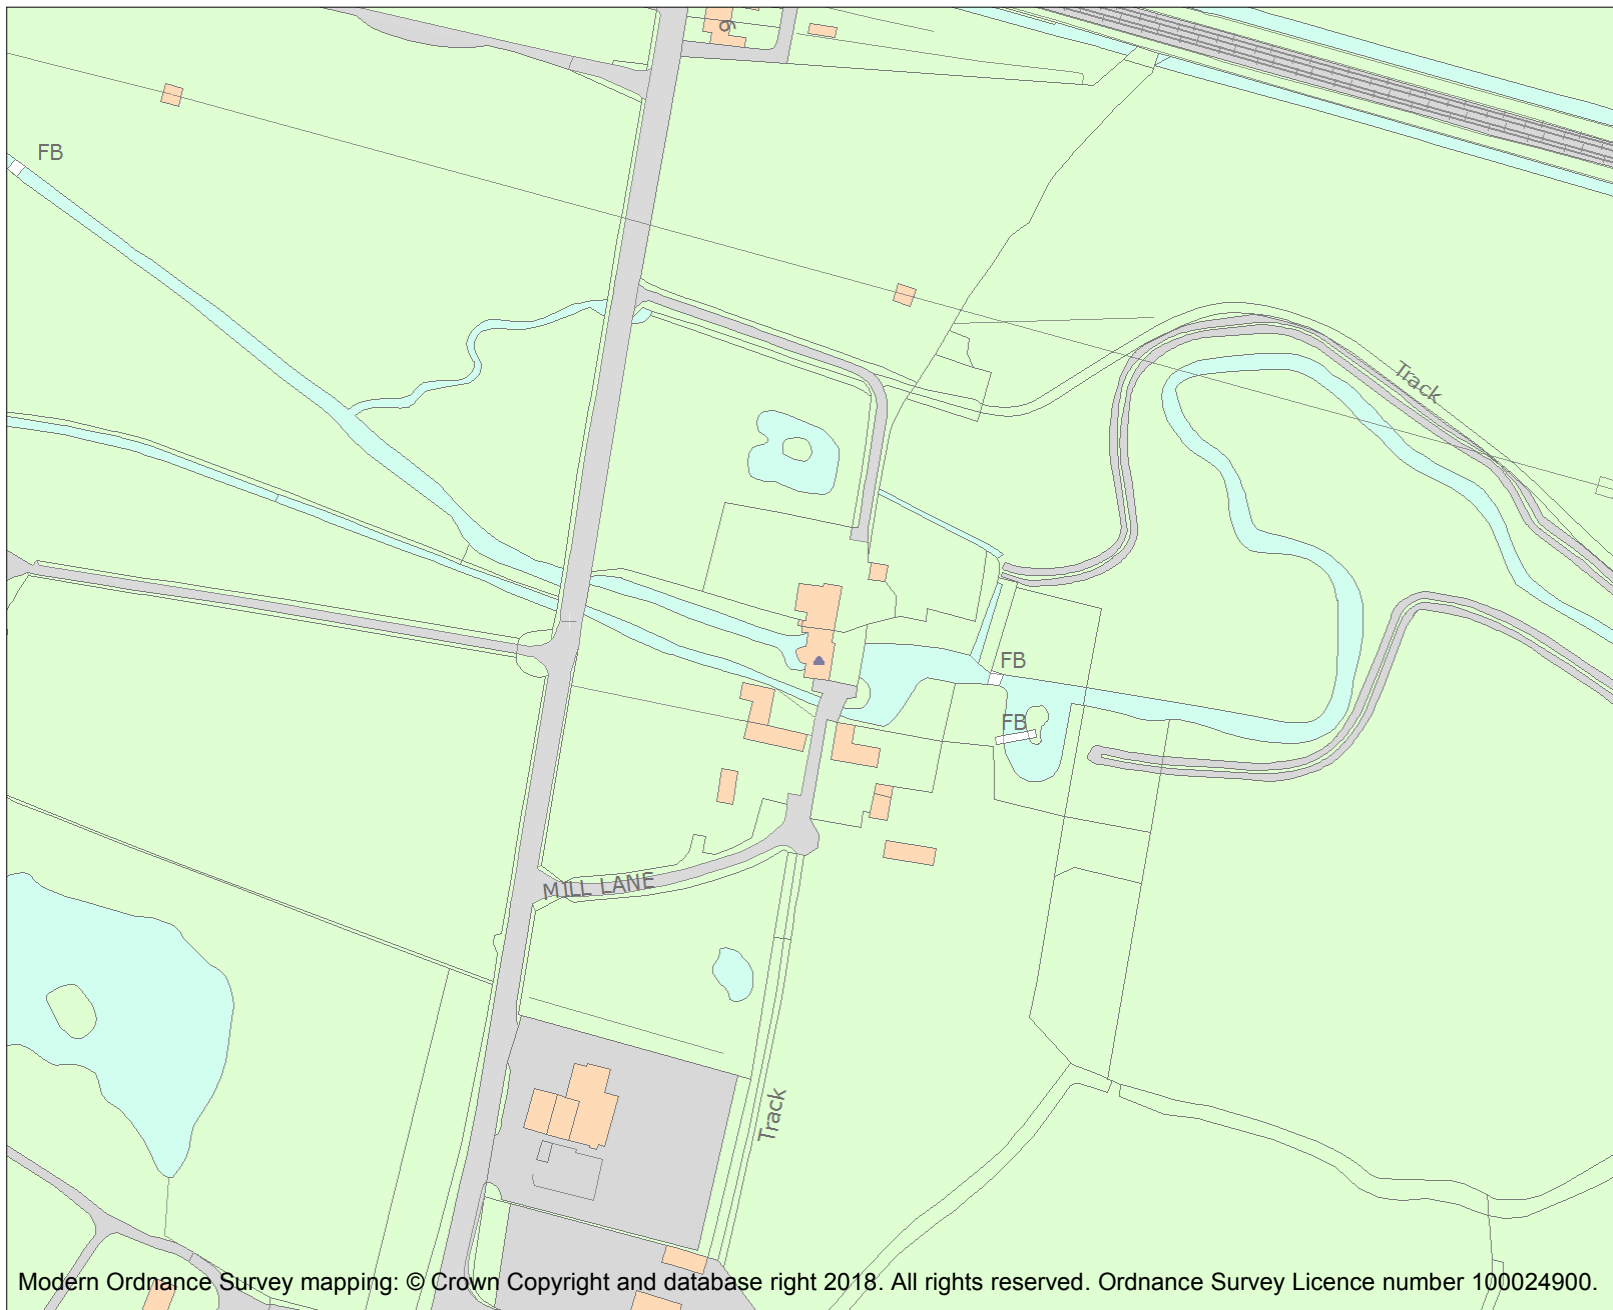 6
FB
Track
FB
FB
MILL LANE
Track
Modern Ordnance Survey mapping: © Crown Copyright and database right 2018. All rights reserved. Ordnance Survey Licence number 100024900.